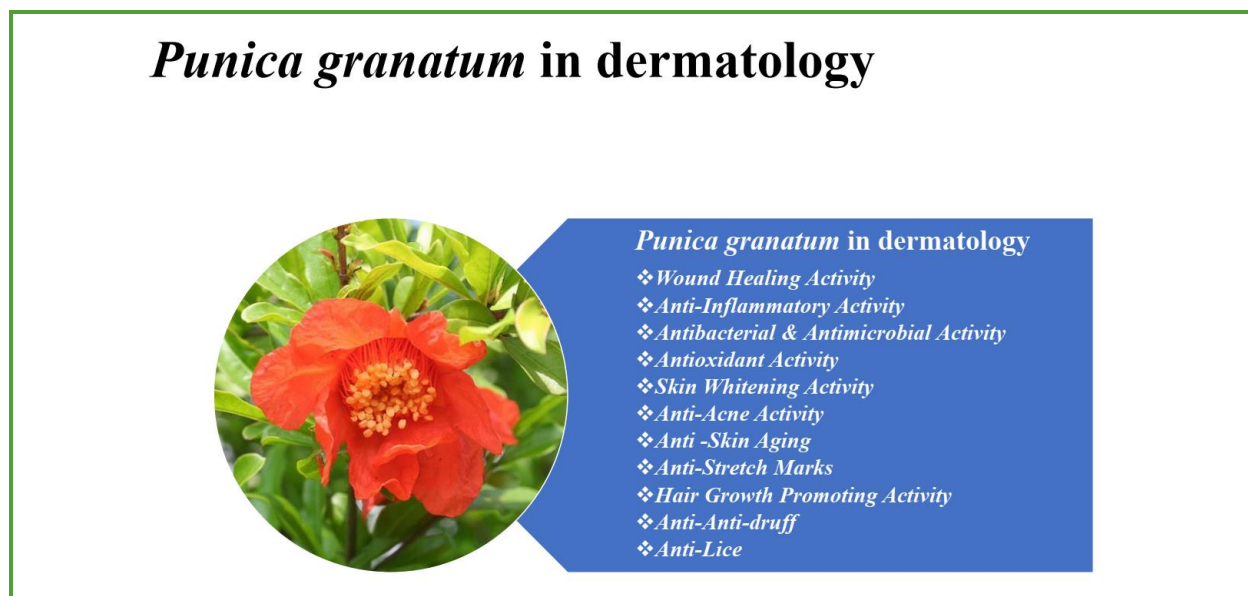 Punica granatum in dermatology
Punica granatum in dermatology
❖Wound Healing Activity
❖Anti-Inflammatory Activity
❖Antibacterial & Antimicrobial Activity
❖Antioxidant Activity
❖Skin Whitening Activity
❖Anti-Acne Activity
❖Anti -Skin Aging
❖Anti-Stretch Marks
❖Hair Growth Promoting Activity
❖Anti-Anti-druff
❖Anti-Lice